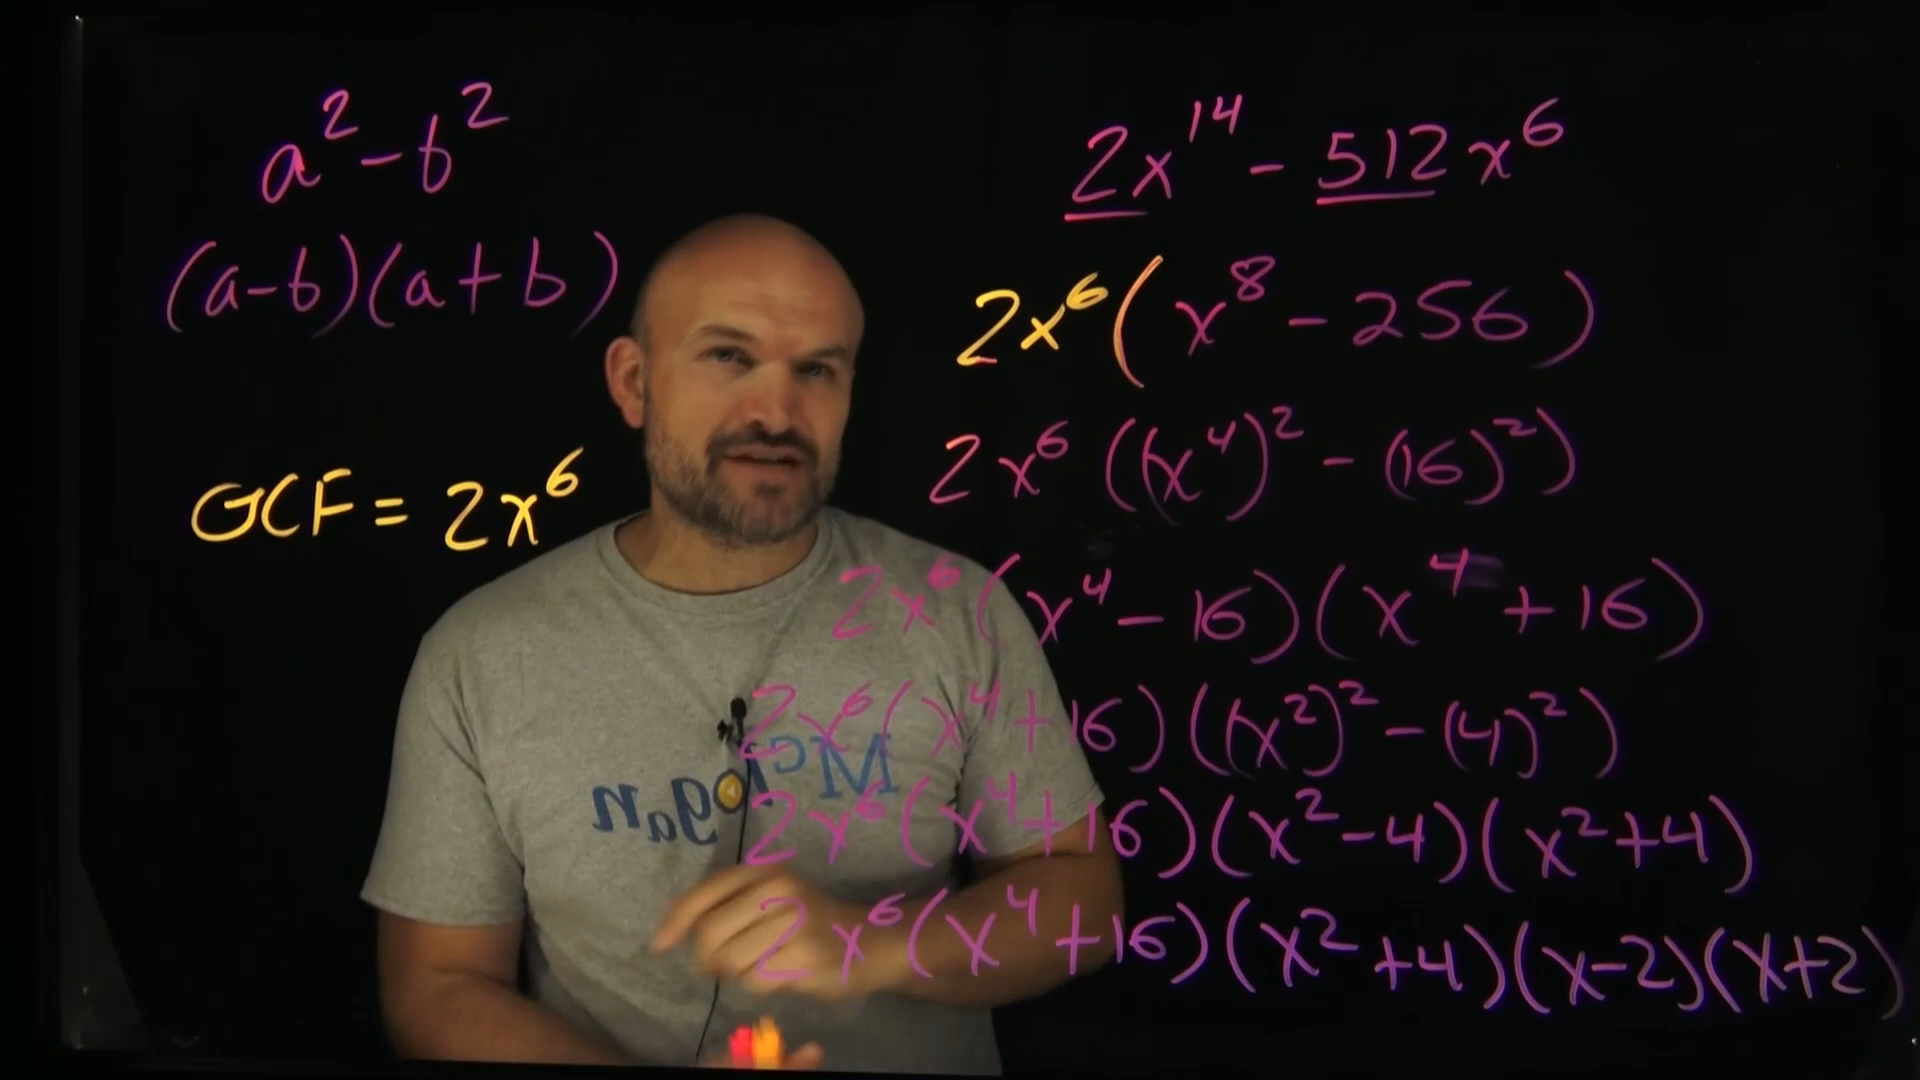 a² - b²
(a-b)(a+b)
GCF = 2x⁶
2x¹⁴ - 512x⁶
2x⁶(x⁸ - 256)
2x⁶((x⁴)² - (16)²)
2x⁶(x⁴ - 16)(x⁴ + 16)
2x⁶(x⁴+16)((x²)² - (4)²)
2x⁶(x⁴+16)(x²-4)(x²+4)
2x⁶(x⁴+16)(x²+4)(x-2)(x+2)
McLogan